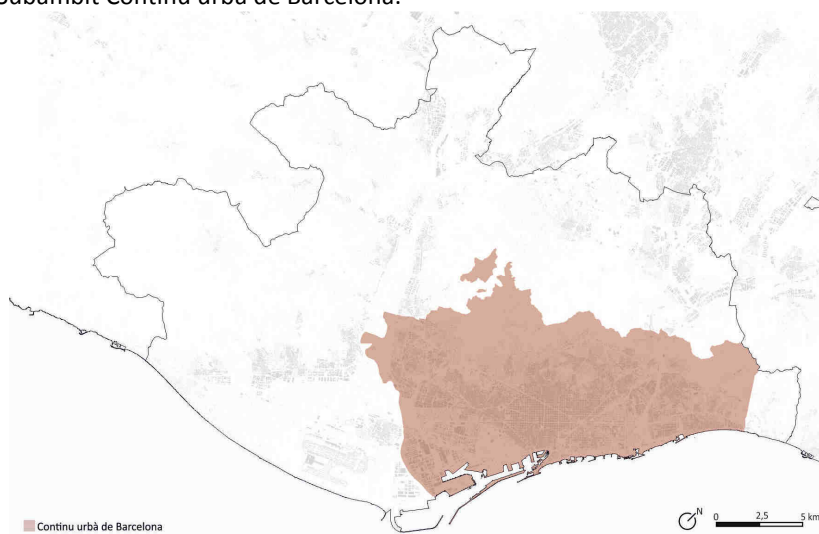 Subàmbit Continu urbà de Barcelona.
Continu urbà de Barcelona
N
0 2,5 5 km